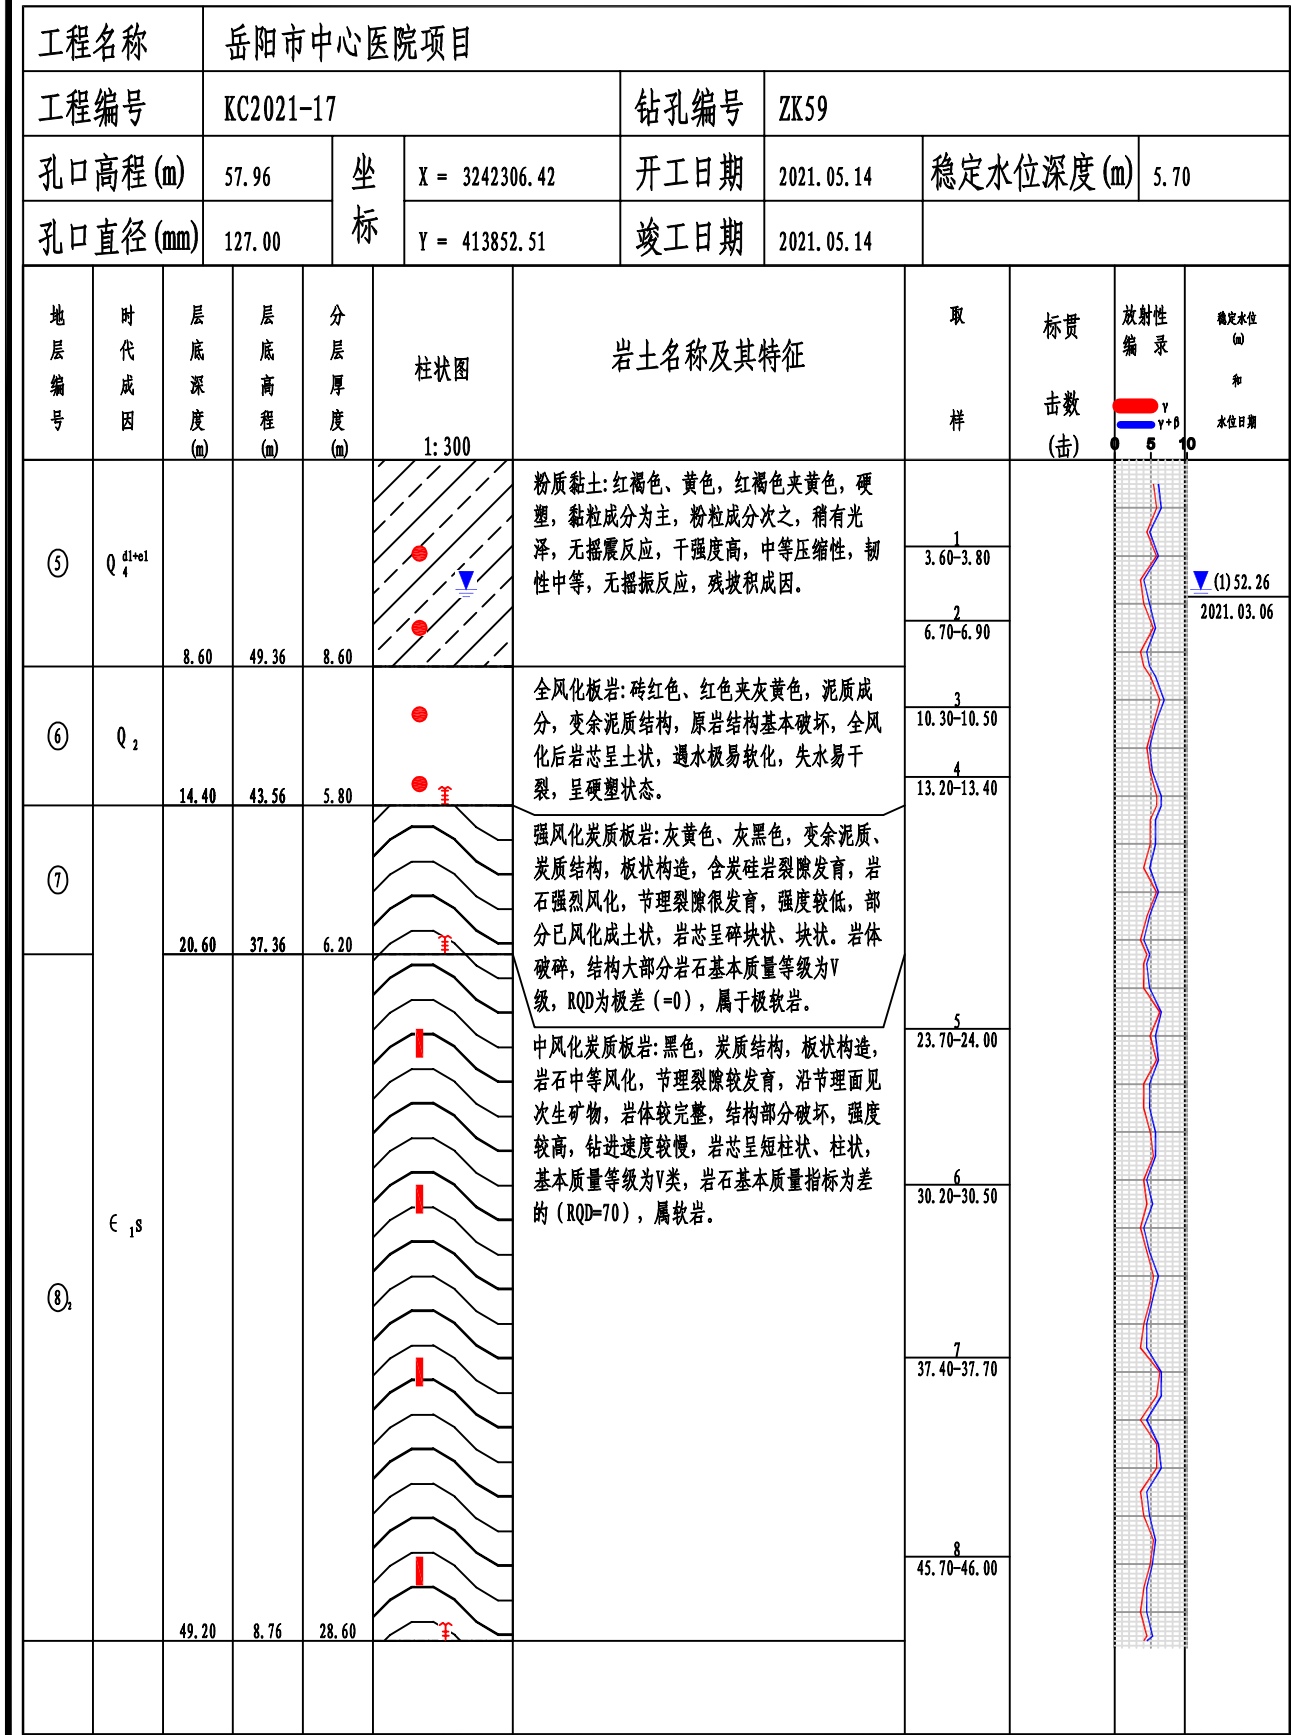 工程名称 岳阳市中心医院项目
工程编号 KC2021-17 钻孔编号 ZK59
孔口高程(m) 57.96 坐标 X = 3242306.42 开工日期 2021.05.14 稳定水位深度(m) 5.70
孔口直径(mm) 127.00 Y = 413852.51 竣工日期 2021.05.14
地层编号 时代成因 层底深度(m) 层底高程(m) 分层厚度(m) 柱状图 1:300 岩土名称及其特征 取样 标贯击数(击) 放射性编录 稳定水位(m)和水位日期
γ
γ+β
0 5 10
粉质黏土:红褐色、黄色,红褐色夹黄色,硬
塑,黏粒成分为主,粉粒成分次之,稍有光
泽,无摇震反应,干强度高,中等压缩性,韧
性中等,无摇振反应,残坡积成因。
⑤ Q 4 dl+el
8.60 49.36 8.60
1
3.60-3.80
2
6.70-6.90
(1)52.26
2021.03.06
全风化板岩:砖红色、红色夹灰黄色,泥质成
分,变余泥质结构,原岩结构基本破坏,全风
化后岩芯呈土状,遇水极易软化,失水易干
裂,呈硬塑状态。
⑥ Q 2
14.40 43.56 5.80
3
10.30-10.50
4
13.20-13.40
强风化炭质板岩:灰黄色、灰黑色,变余泥质、
炭质结构,板状构造,含炭硅岩裂隙发育,岩
石强烈风化,节理裂隙很发育,强度较低,部
分已风化成土状,岩芯呈碎块状、块状。岩体
破碎,结构大部分岩石基本质量等级为V
级,RQD为极差(=0),属于极软岩。
⑦
20.60 37.36 6.20
中风化炭质板岩:黑色,炭质结构,板状构造,
岩石中等风化,节理裂隙较发育,沿节理面见
次生矿物,岩体较完整,结构部分破坏,强度
较高,钻进速度较慢,岩芯呈短柱状、柱状,
基本质量等级为V类,岩石基本质量指标为差
的(RQD=70),属软岩。
⑧2 ∈ 1s
49.20 8.76 28.60
5
23.70-24.00
6
30.20-30.50
7
37.40-37.70
8
45.70-46.00